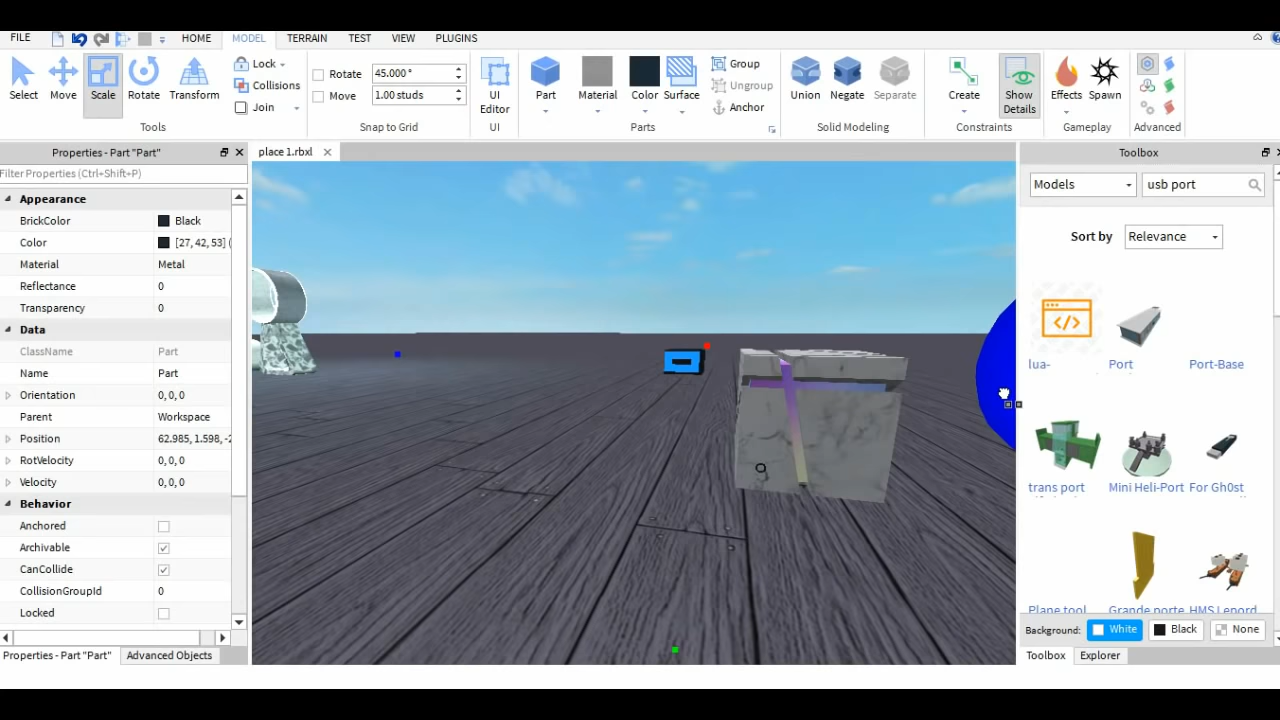 FILE HOME MODEL TERRAIN TEST VIEW PLUGINS
Select Move Scale Rotate Transform
Lock
Collisions
Join
Tools
Rotate 45.000 °
Move 1.00 studs
Snap to Grid
UI
Editor
UI
Part Material Color Surface
Group
Ungroup
Anchor
Parts
Union Negate Separate
Solid Modeling
Create Show
Details
Constraints
Effects Spawn
Gameplay
Advanced
Properties - Part "Part"
Filter Properties (Ctrl+Shift+P)
Appearance
BrickColor Black
Color [27, 42, 53] (
Material Metal
Reflectance 0
Transparency 0
Data
ClassName Part
Name Part
Orientation 0, 0, 0
Parent Workspace
Position 62.985, 1.598, -2
RotVelocity 0, 0, 0
Velocity 0, 0, 0
Behavior
Anchored
Archivable
CanCollide
CollisionGroupId 0
Locked
Properties - Part "Part" Advanced Objects
place 1.rbxl
Toolbox
Models usb port
Sort by Relevance
lua- Port Port-Base
trans port Mini Heli-Port For Gh0st
Plane tool Grande porte HMS Leopard
Background: White Black None
Toolbox Explorer